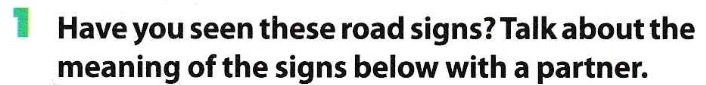 1 Have you seen these road signs? Talk about the
meaning of the signs below with a partner.